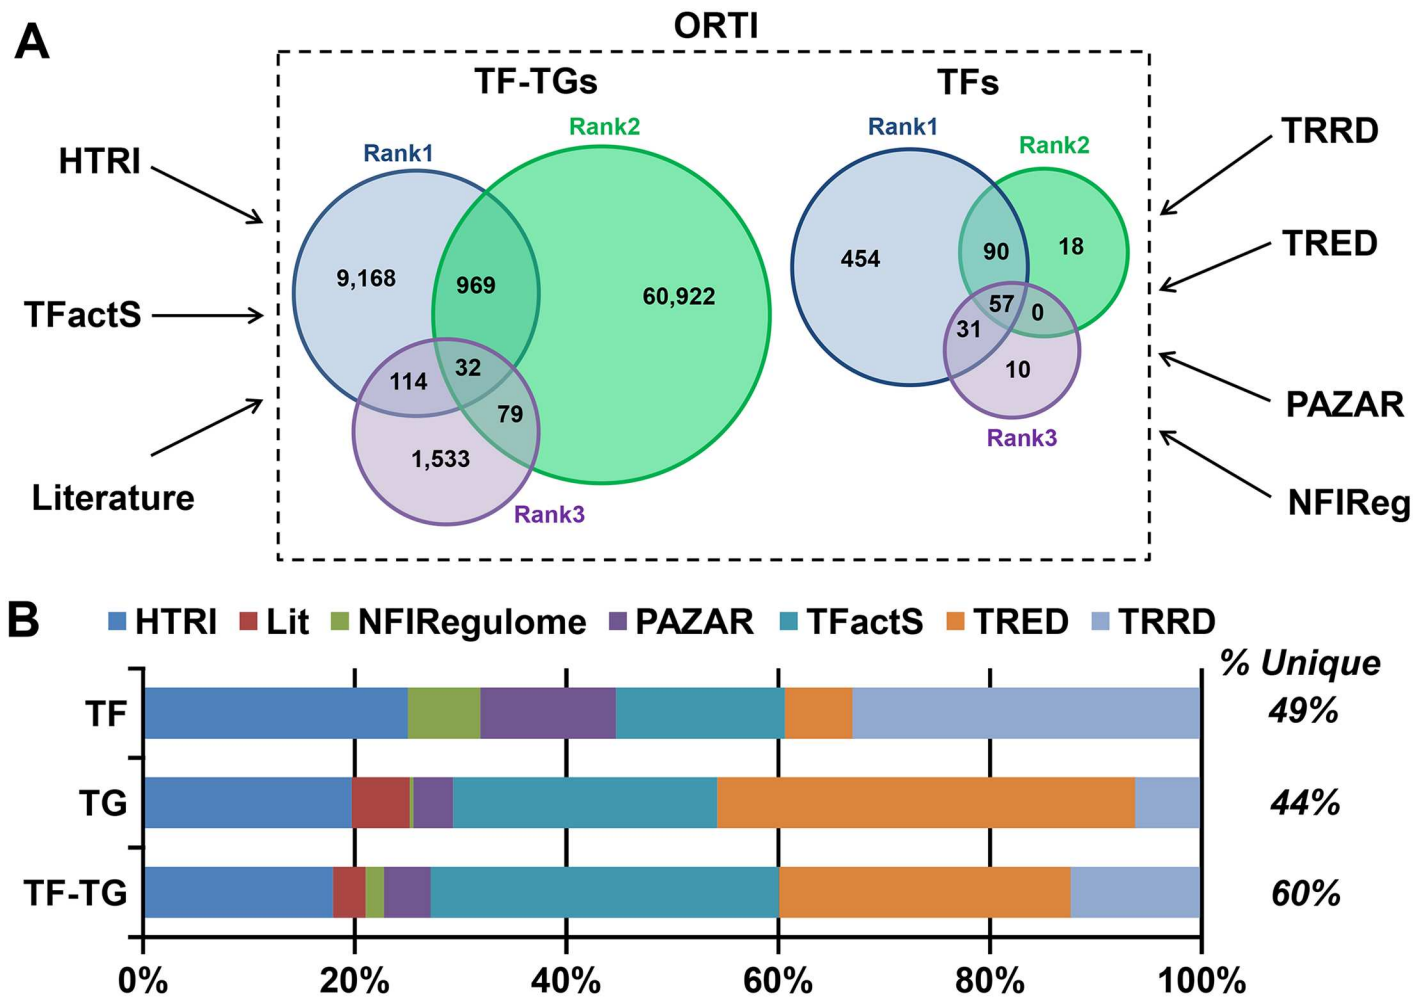 A
ORTI
TF-TGs
TFs
Rank1
Rank2
9,168
969
60,922
114
32
79
1,533
Rank3
Rank1
Rank2
454
90
18
57
0
31
10
Rank3
HTRI
TFactS
Literature
TRRD
TRED
PAZAR
NFIReg
B
HTRI Lit NFIRegulome PAZAR TFactS TRED TRRD
% Unique
TF 49%
TG 44%
TF-TG 60%
0% 20% 40% 60% 80% 100%